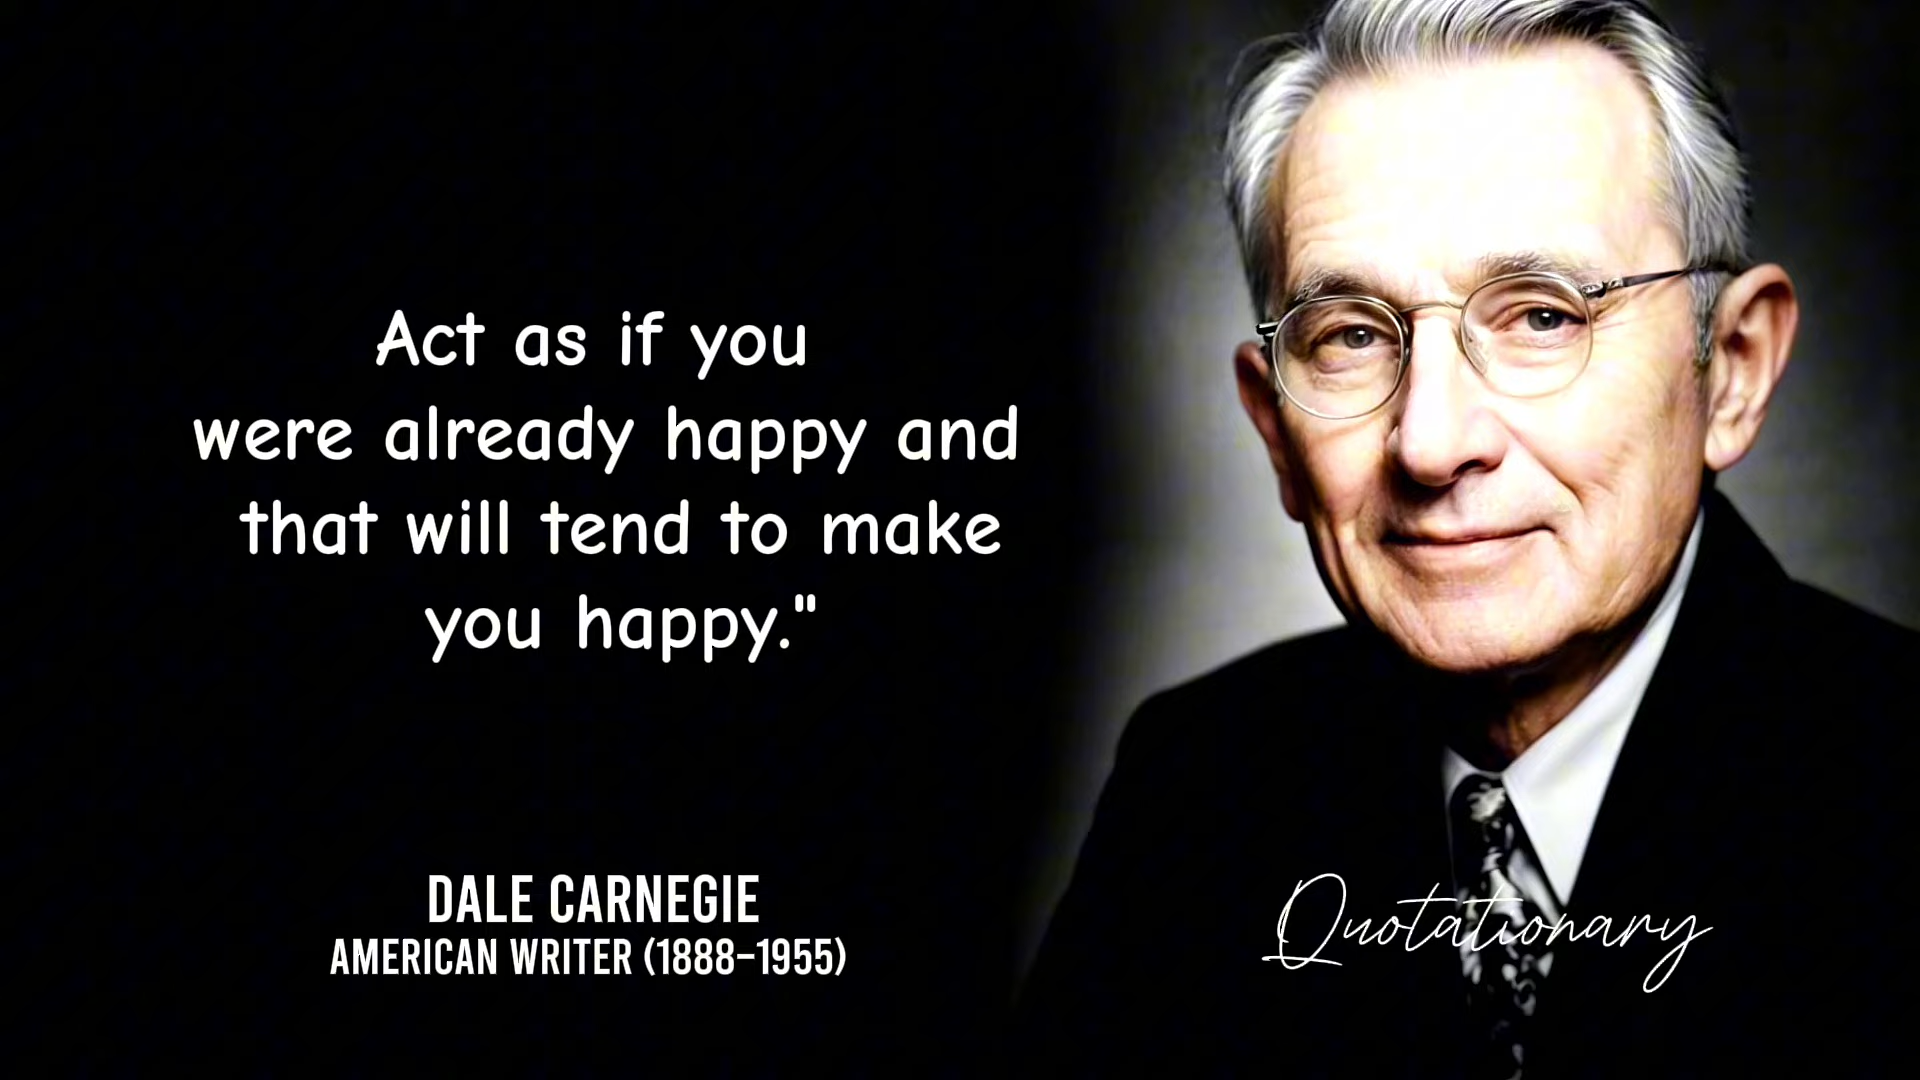 Act as if you
were already happy and
that will tend to make
you happy."
DALE CARNEGIE
AMERICAN WRITER (1888-1955)
Quotationary